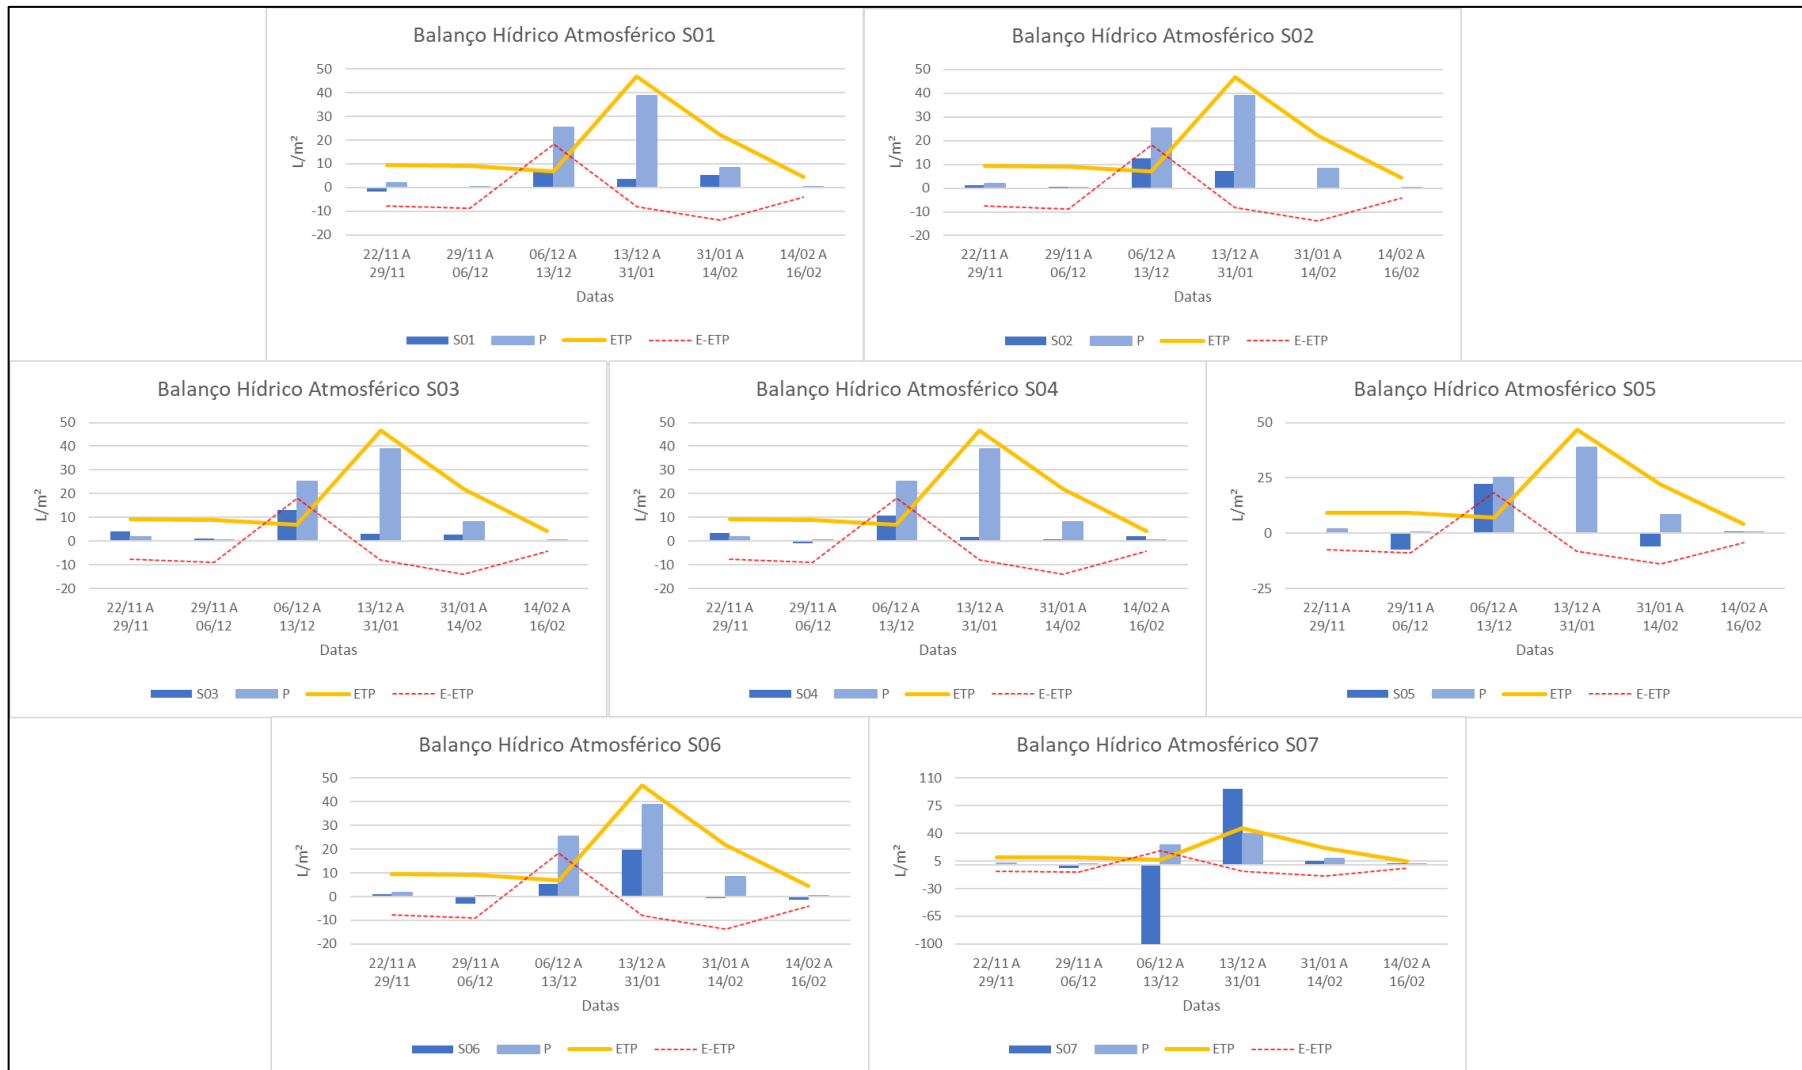 Balanço Hídrico Atmosférico S01
50
40
30
20
10
0
-10
-20
L/m²
22/11 A 29/11 06/12 A 13/12 A 31/01 A 14/02 A
29/11 06/12 13/12 31/01 14/02 16/02
Datas
S01 P ETP E-ETP
Balanço Hídrico Atmosférico S02
50
40
30
20
10
0
-10
-20
L/m²
22/11 A 29/11 A 06/12 A 13/12 A 31/01 A 14/02 A
29/11 06/12 13/12 31/01 14/02 16/02
Datas
S02 P ETP E-ETP
Balanço Hídrico Atmosférico S03
50
40
30
20
10
0
-10
-20
L/m²
22/11 A 29/11 A 06/12 A 13/12 A 31/01 A 14/02 A
29/11 06/12 13/12 31/01 14/02 16/02
Datas
S03 P ETP E-ETP
Balanço Hídrico Atmosférico S04
50
40
30
20
10
0
-10
-20
L/m²
22/11 A 29/11 A 06/12 A 13/12 A 31/01 A 14/02 A
29/11 06/12 13/12 31/01 14/02 16/02
Datas
S04 P ETP E-ETP
Balanço Hídrico Atmosférico S05
50
25
0
-25
L/m²
22/11 A 29/11 A 06/12 A 13/12 A 31/01 A 14/02 A
29/11 06/12 13/12 31/01 14/02 16/02
Datas
S05 P ETP E-ETP
Balanço Hídrico Atmosférico S06
50
40
30
20
10
0
-10
-20
L/m²
22/11 A 29/11 A 06/12 A 13/12 A 31/01 A 14/02 A
29/11 06/12 13/12 31/01 14/02 16/02
Datas
S06 P ETP E-ETP
Balanço Hídrico Atmosférico S07
110
75
40
5
-30
-65
-100
L/m²
22/11 A 29/11 A 06/12 A 13/12 A 31/01 A 14/02 A
29/11 06/12 13/12 31/01 14/02 16/02
Datas
S07 P ETP E-ETP